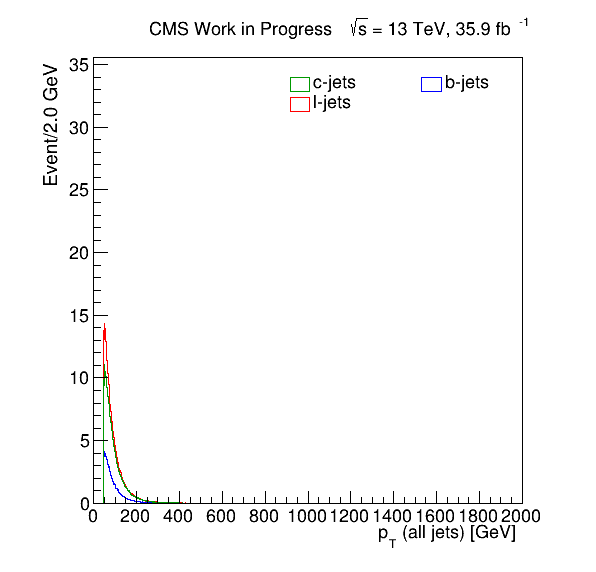 CMS Work in Progress √s = 13 TeV, 35.9 fb -1
Event/2.0 GeV
35
30
25
20
15
10
5
0
c-jets b-jets
l-jets
0 200 400 600 800 1000 1200 1400 1600 1800 2000
pT (all jets) [GeV]